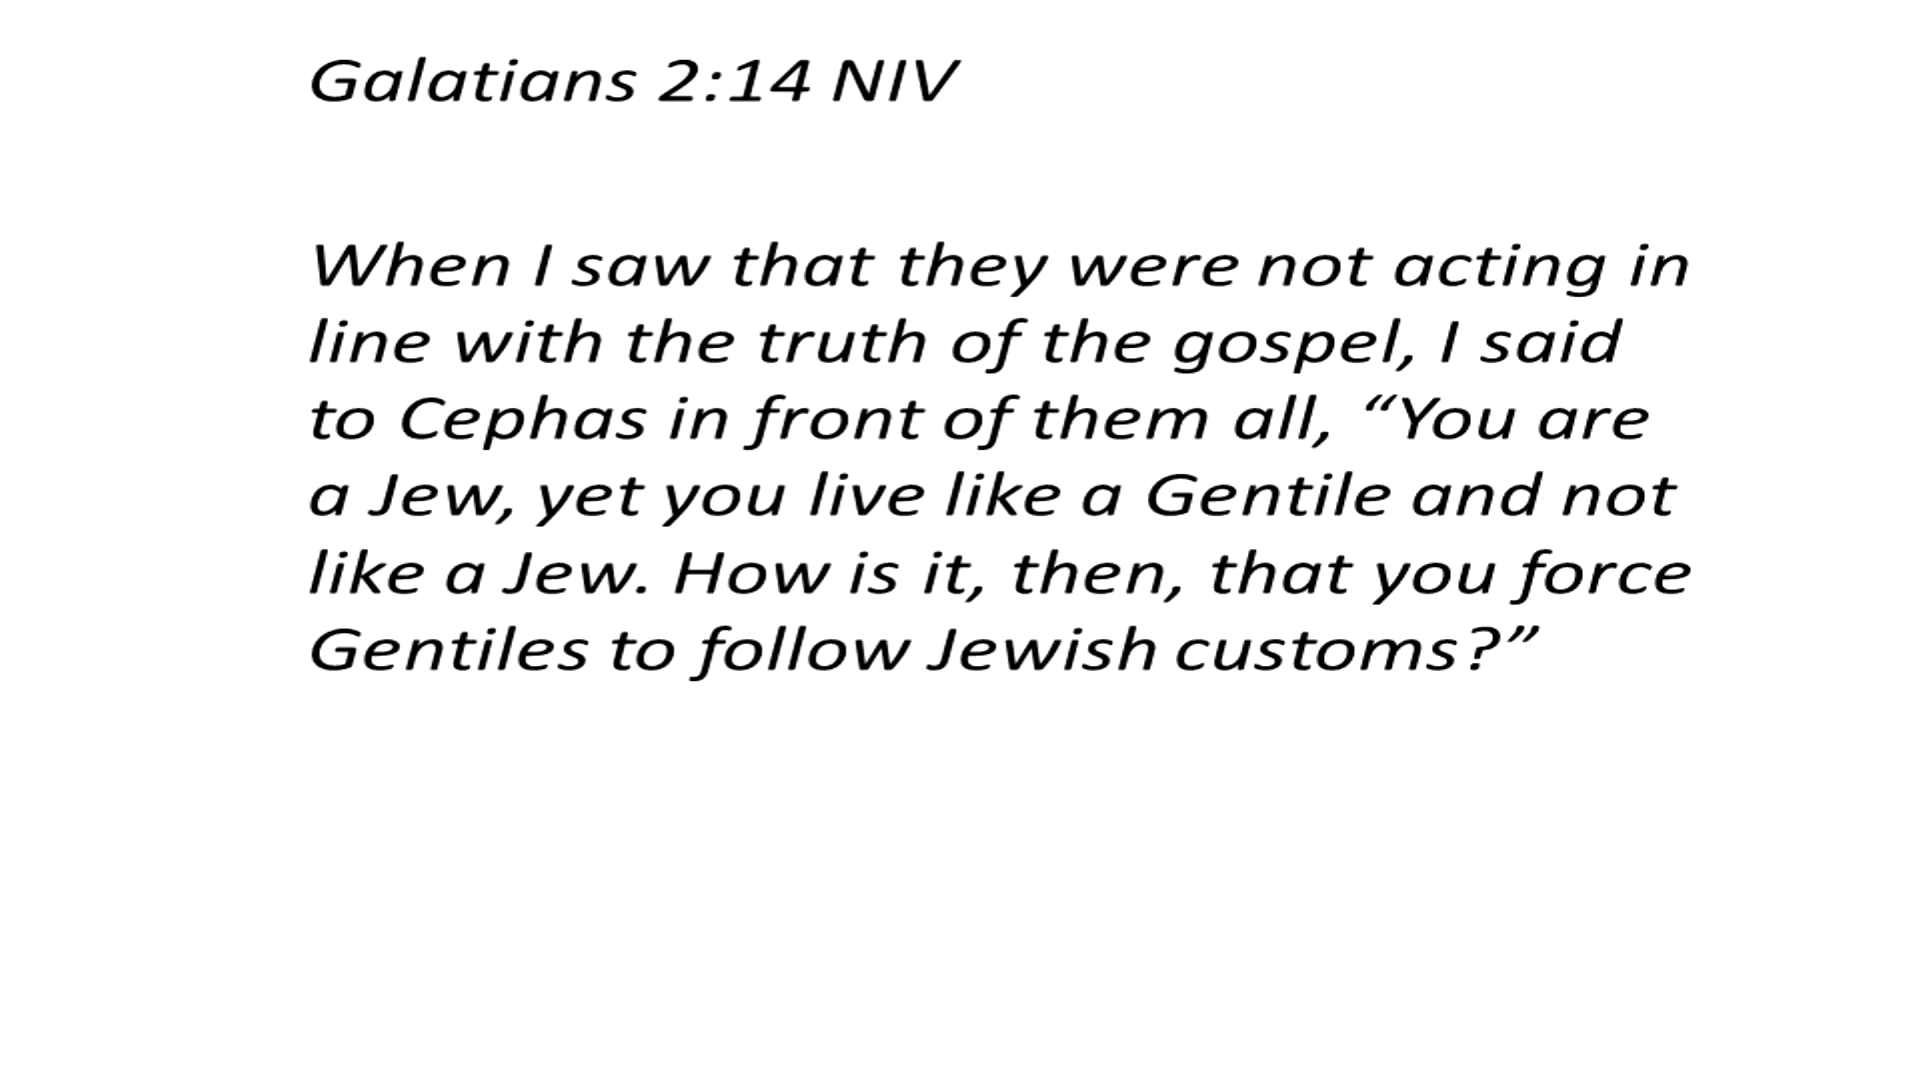 Galatians 2:14 NIV
When I saw that they were not acting in
line with the truth of the gospel, I said
to Cephas in front of them all, “You are
a Jew, yet you live like a Gentile and not
like a Jew. How is it, then, that you force
Gentiles to follow Jewish customs?”